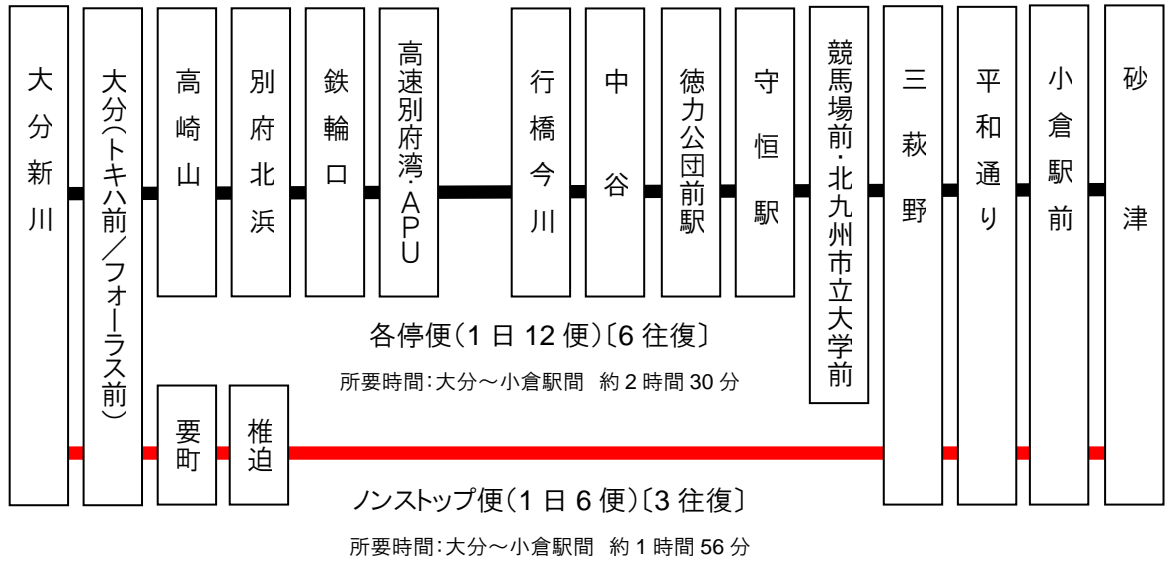 大分新川
大分(トキハ前/フォーラス前)
高崎山
別府北浜
鉄輪口
高速別府湾・APU
行橋今川
中谷
徳力公団前駅
守恒駅
競馬場前・北九州市立大学前
三萩野
平和通り
小倉駅前
砂津
各停便(1日12便)〔6往復〕
所要時間:大分~小倉駅間 約2時間30分
要町
椎迫
ノンストップ便(1日6便)〔3往復〕
所要時間:大分~小倉駅間 約1時間56分